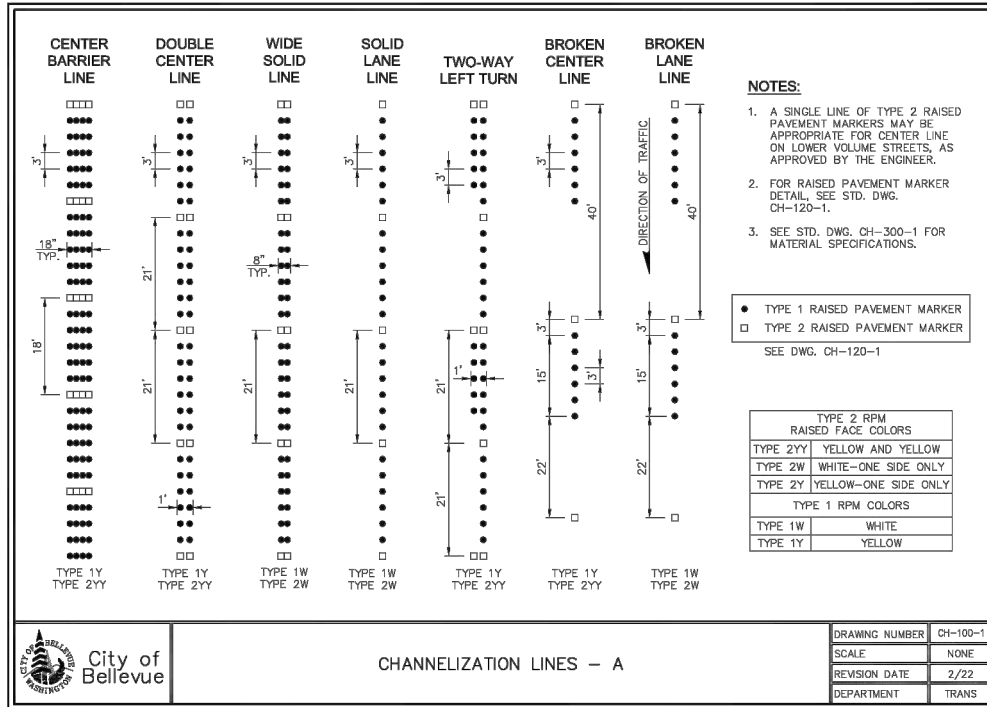 CENTER
BARRIER
LINE
DOUBLE
CENTER
LINE
WIDE
SOLID
LINE
SOLID
LANE
LINE
TWO-WAY
LEFT TURN
BROKEN
CENTER
LINE
BROKEN
LANE
LINE
3'
18"
TYP.
18'
3'
21'
21'
1'
3'
8"
TYP.
21'
3'
21'
3'
21'
1'
21'
3'
40'
3'
15'
3'
22'
DIRECTION OF TRAFFIC
40'
3'
15'
22'
TYPE 1Y
TYPE 2YY
TYPE 1Y
TYPE 2YY
TYPE 1W
TYPE 2W
TYPE 1W
TYPE 2W
TYPE 1Y
TYPE 2YY
TYPE 1Y
TYPE 2YY
TYPE 1W
TYPE 2W
NOTES:
1. A SINGLE LINE OF TYPE 2 RAISED
PAVEMENT MARKERS MAY BE
APPROPRIATE FOR CENTER LINE
ON LOWER VOLUME STREETS, AS
APPROVED BY THE ENGINEER.
2. FOR RAISED PAVEMENT MARKER
DETAIL, SEE STD. DWG.
CH-120-1.
3. SEE STD. DWG. CH-300-1 FOR
MATERIAL SPECIFICATIONS.
TYPE 1 RAISED PAVEMENT MARKER
TYPE 2 RAISED PAVEMENT MARKER
SEE DWG. CH-120-1
TYPE 2 RPM
RAISED FACE COLORS
TYPE 2YY YELLOW AND YELLOW
TYPE 2W WHITE-ONE SIDE ONLY
TYPE 2Y YELLOW-ONE SIDE ONLY
TYPE 1 RPM COLORS
TYPE 1W WHITE
TYPE 1Y YELLOW
CITY OF BELLEVUE
WASHINGTON
City of
Bellevue
CHANNELIZATION LINES - A
DRAWING NUMBER CH-100-1
SCALE NONE
REVISION DATE 2/22
DEPARTMENT TRANS